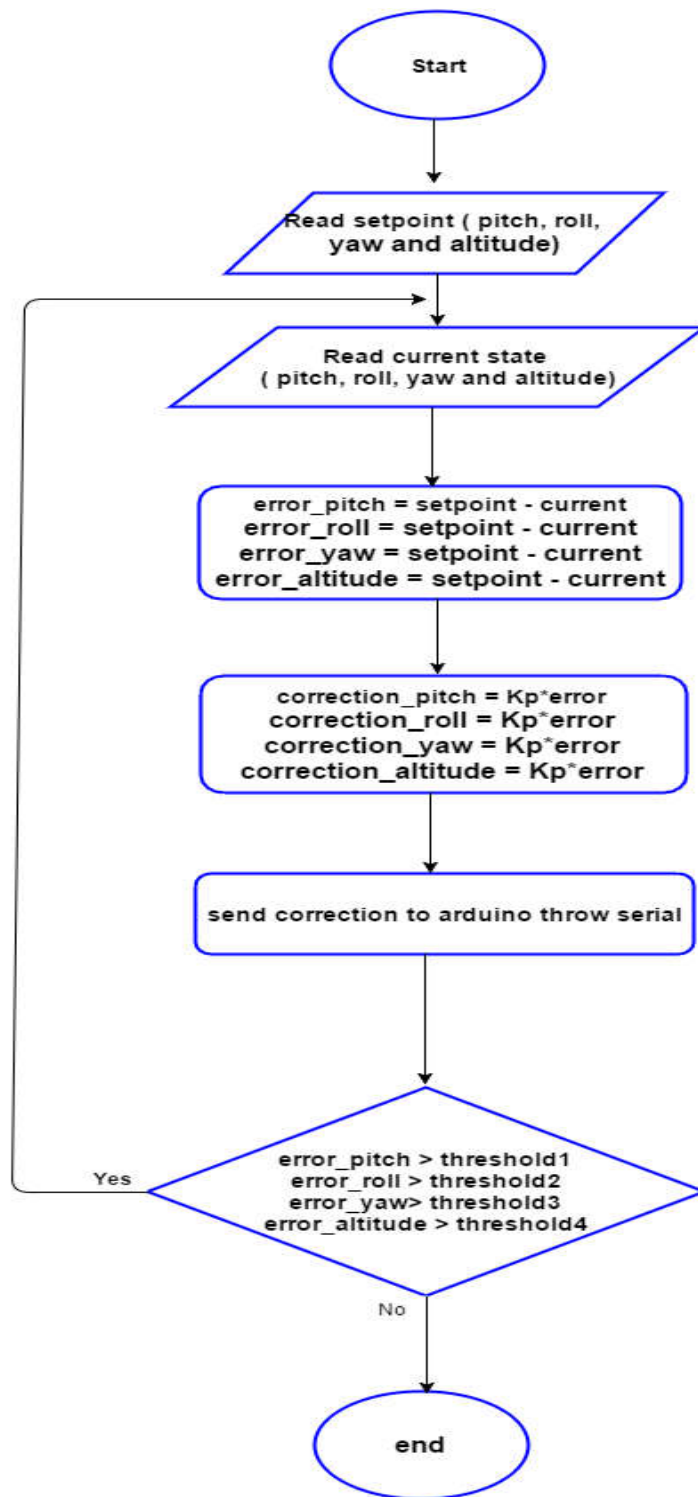 Start
Read setpoint ( pitch, roll,
yaw and altitude)
Read current state
( pitch, roll, yaw and altitude)
error_pitch = setpoint - current
error_roll = setpoint - current
error_yaw = setpoint - current
error_altitude = setpoint - current
correction_pitch = Kp*error
correction_roll = Kp*error
correction_yaw = Kp*error
correction_altitude = Kp*error
send correction to arduino throw serial
error_pitch > threshold1
error_roll > threshold2
error_yaw> threshold3
error_altitude > threshold4
Yes
No
end